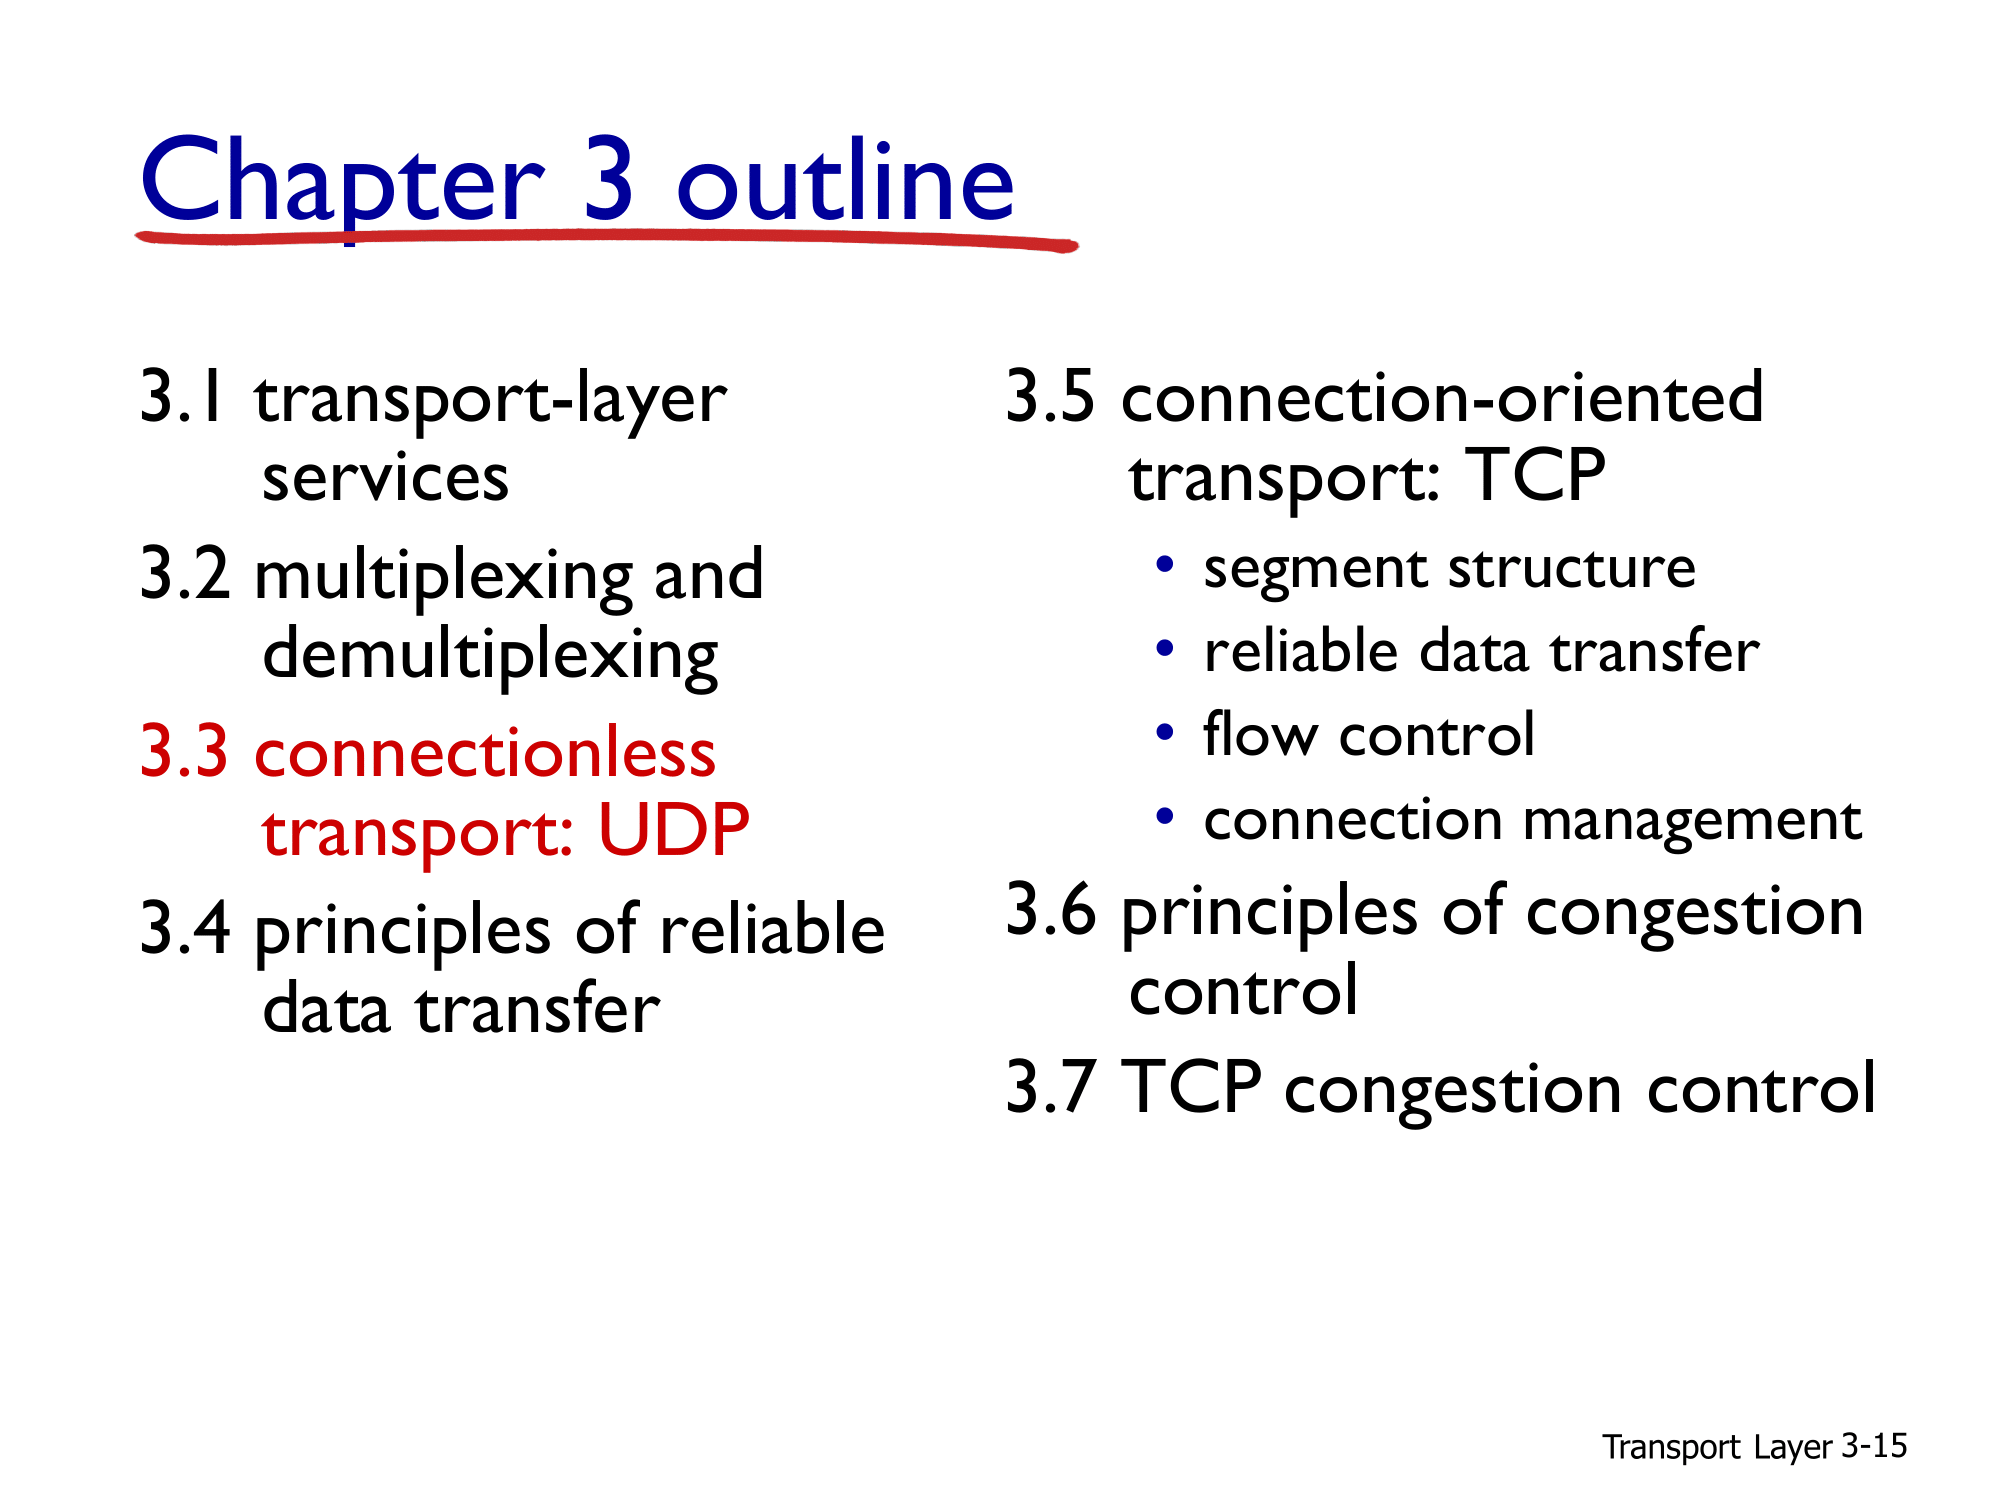 Chapter 3 outline
3.1 transport-layer
services
3.2 multiplexing and
demultiplexing
3.3 connectionless
transport: UDP
3.4 principles of reliable
data transfer
3.5 connection-oriented
transport: TCP
• segment structure
• reliable data transfer
• flow control
• connection management
3.6 principles of congestion
control
3.7 TCP congestion control
Transport Layer 3-15